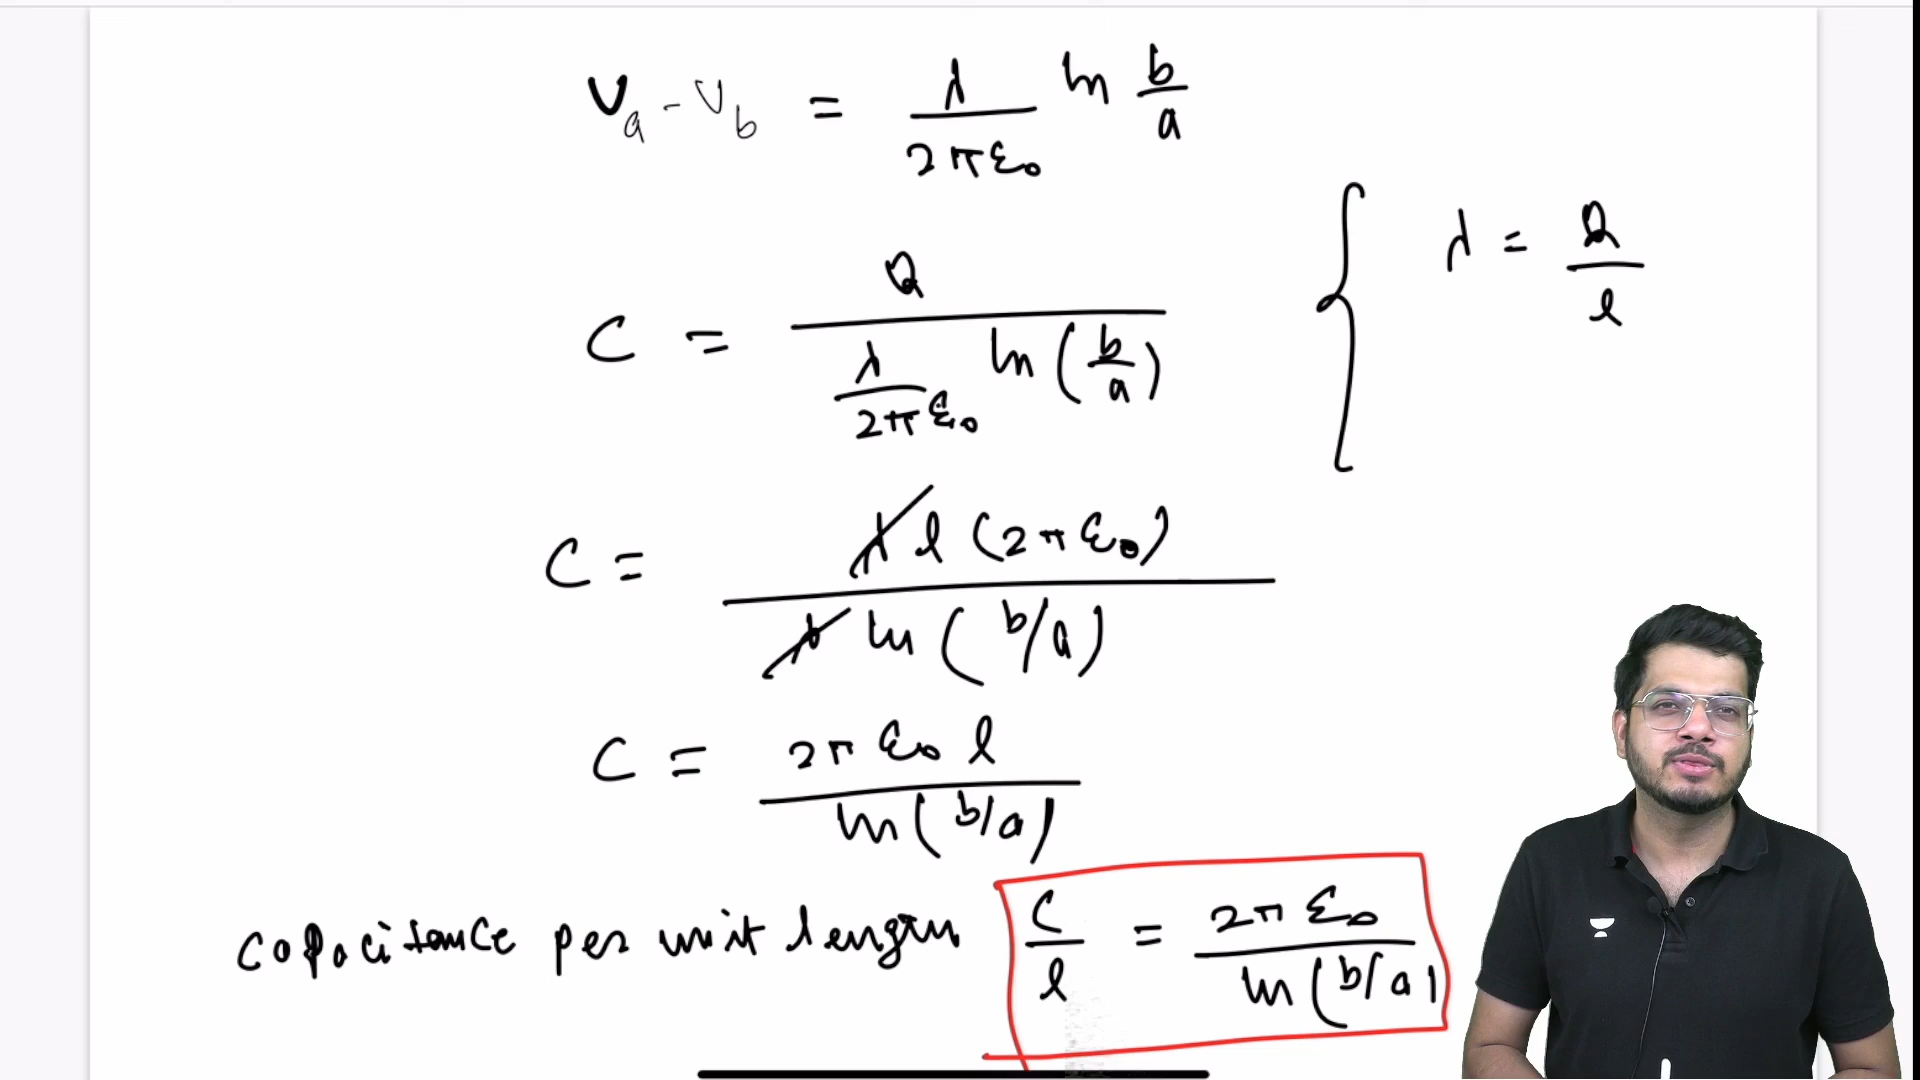 Va - Vb = λ/2πε₀ ln b/a
λ = Q/l
C = Q / (λ/2πε₀ ln(b/a))
C = λl(2πε₀) / λ ln(b/a)
C = 2πε₀l / ln(b/a)
Capacitance per unit length C/l = 2πε₀ / ln(b/a)